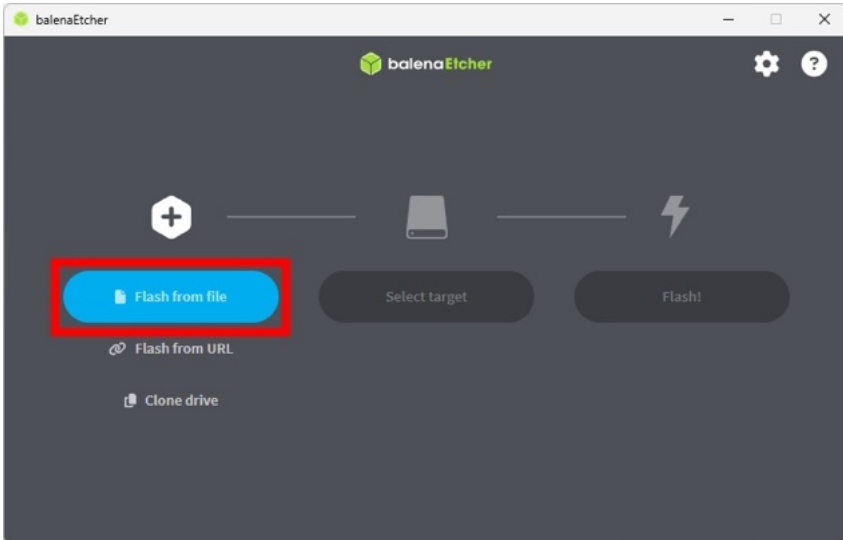 balenaEtcher
balenaEtcher
?
Flash from file
Select target
Flash!
Flash from URL
Clone drive